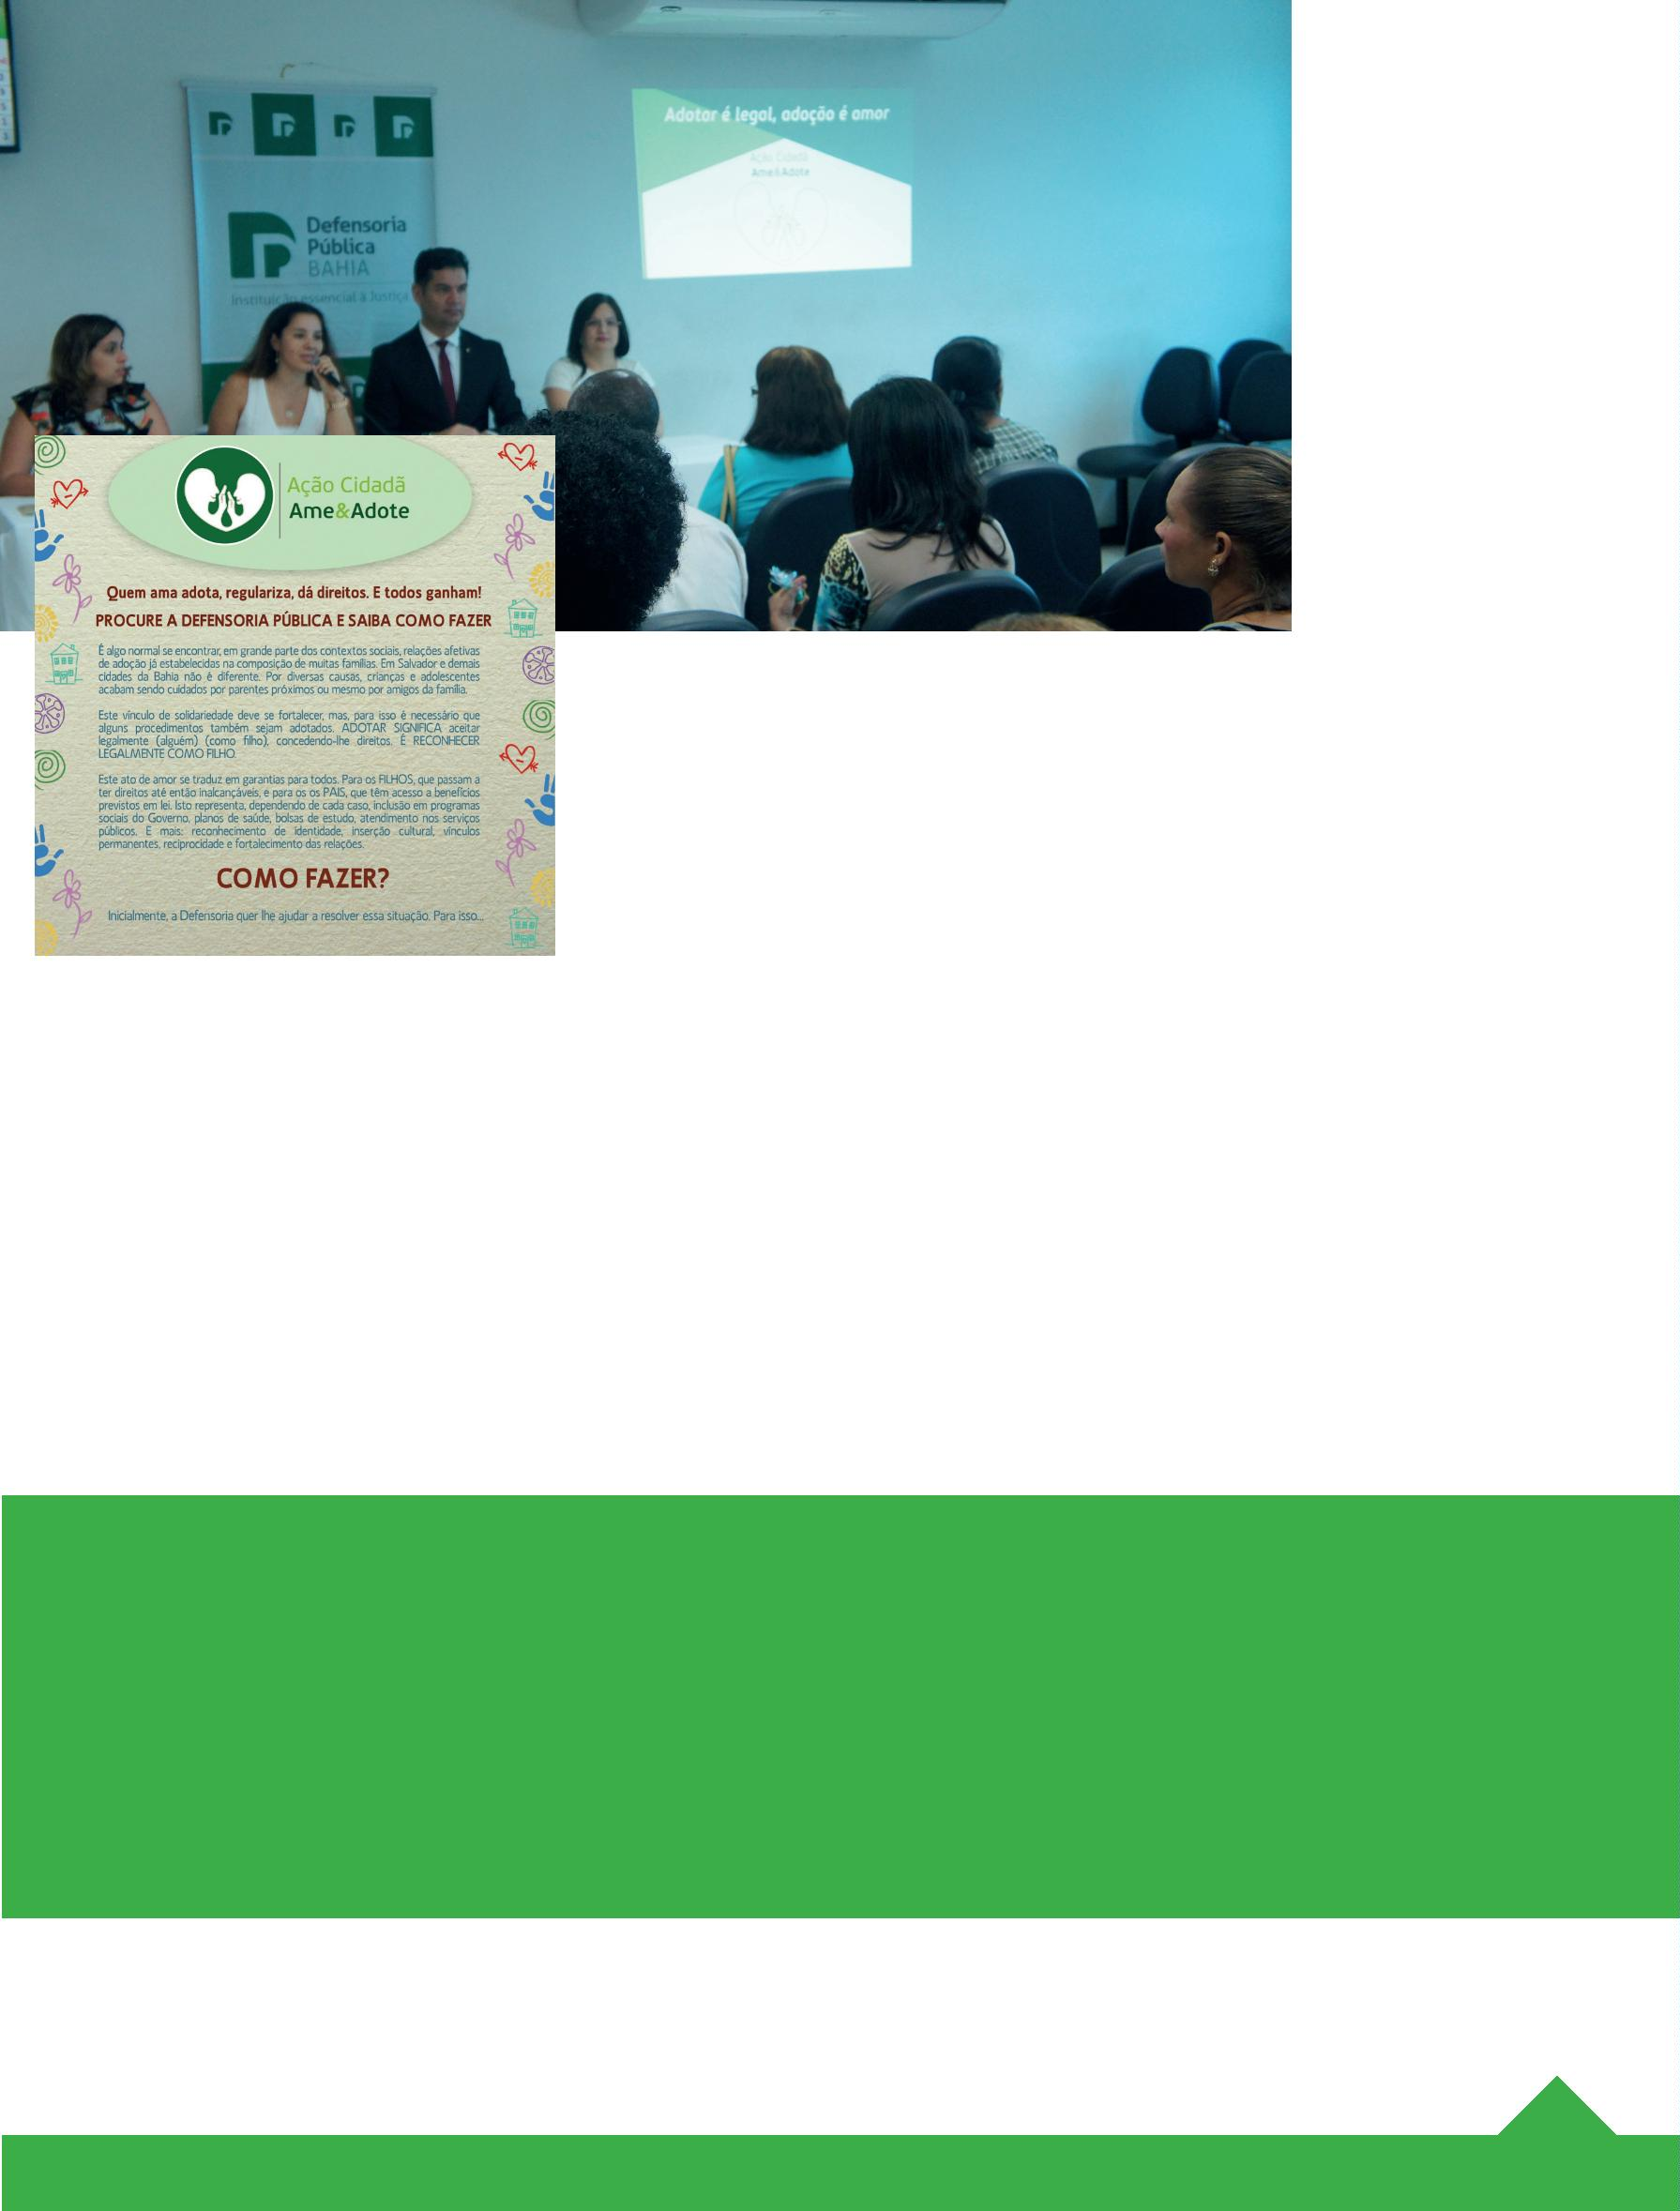 Adotar é legal, adoção é amor
Ação Cidadã
Ame&Adote
Defensoria
Pública
BAHIA
Instituição essencial à Justiça
Ação Cidadã
Ame&Adote
Quem ama adota, regulariza, dá direitos. E todos ganham!
PROCURE A DEFENSORIA PÚBLICA E SAIBA COMO FAZER
É algo normal se encontrar, em grande parte dos contextos sociais, relações afetivas
de adoção já estabelecidas na composição de muitas famílias. Em Salvador e demais
cidades da Bahia não é diferente. Por diversas causas, crianças e adolescentes
acabam sendo cuidados por parentes próximos ou mesmo por amigos da família.
Este vínculo de solidariedade deve se fortalecer, mas, para isso é necessário que
alguns procedimentos também sejam adotados. ADOTAR SIGNIFICA aceitar
legalmente (alguém) (como filho), concedendo-lhe direitos. É RECONHECER
LEGALMENTE COMO FILHO.
Este ato de amor se traduz em garantias para todos. Para os FILHOS, que passam a
ter direitos até então inalcançáveis, e para os os PAIS, que têm acesso a benefícios
previstos em lei. Isto representa, dependendo de cada caso, inclusão em programas
sociais do Governo, planos de saúde, bolsas de estudo, atendimento nos serviços
públicos. E mais: reconhecimento de identidade, inserção cultural, vínculos
permanentes, reciprocidade e fortalecimento das relações.
COMO FAZER?
Inicialmente, a Defensoria quer lhe ajudar a resolver essa situação. Para isso...